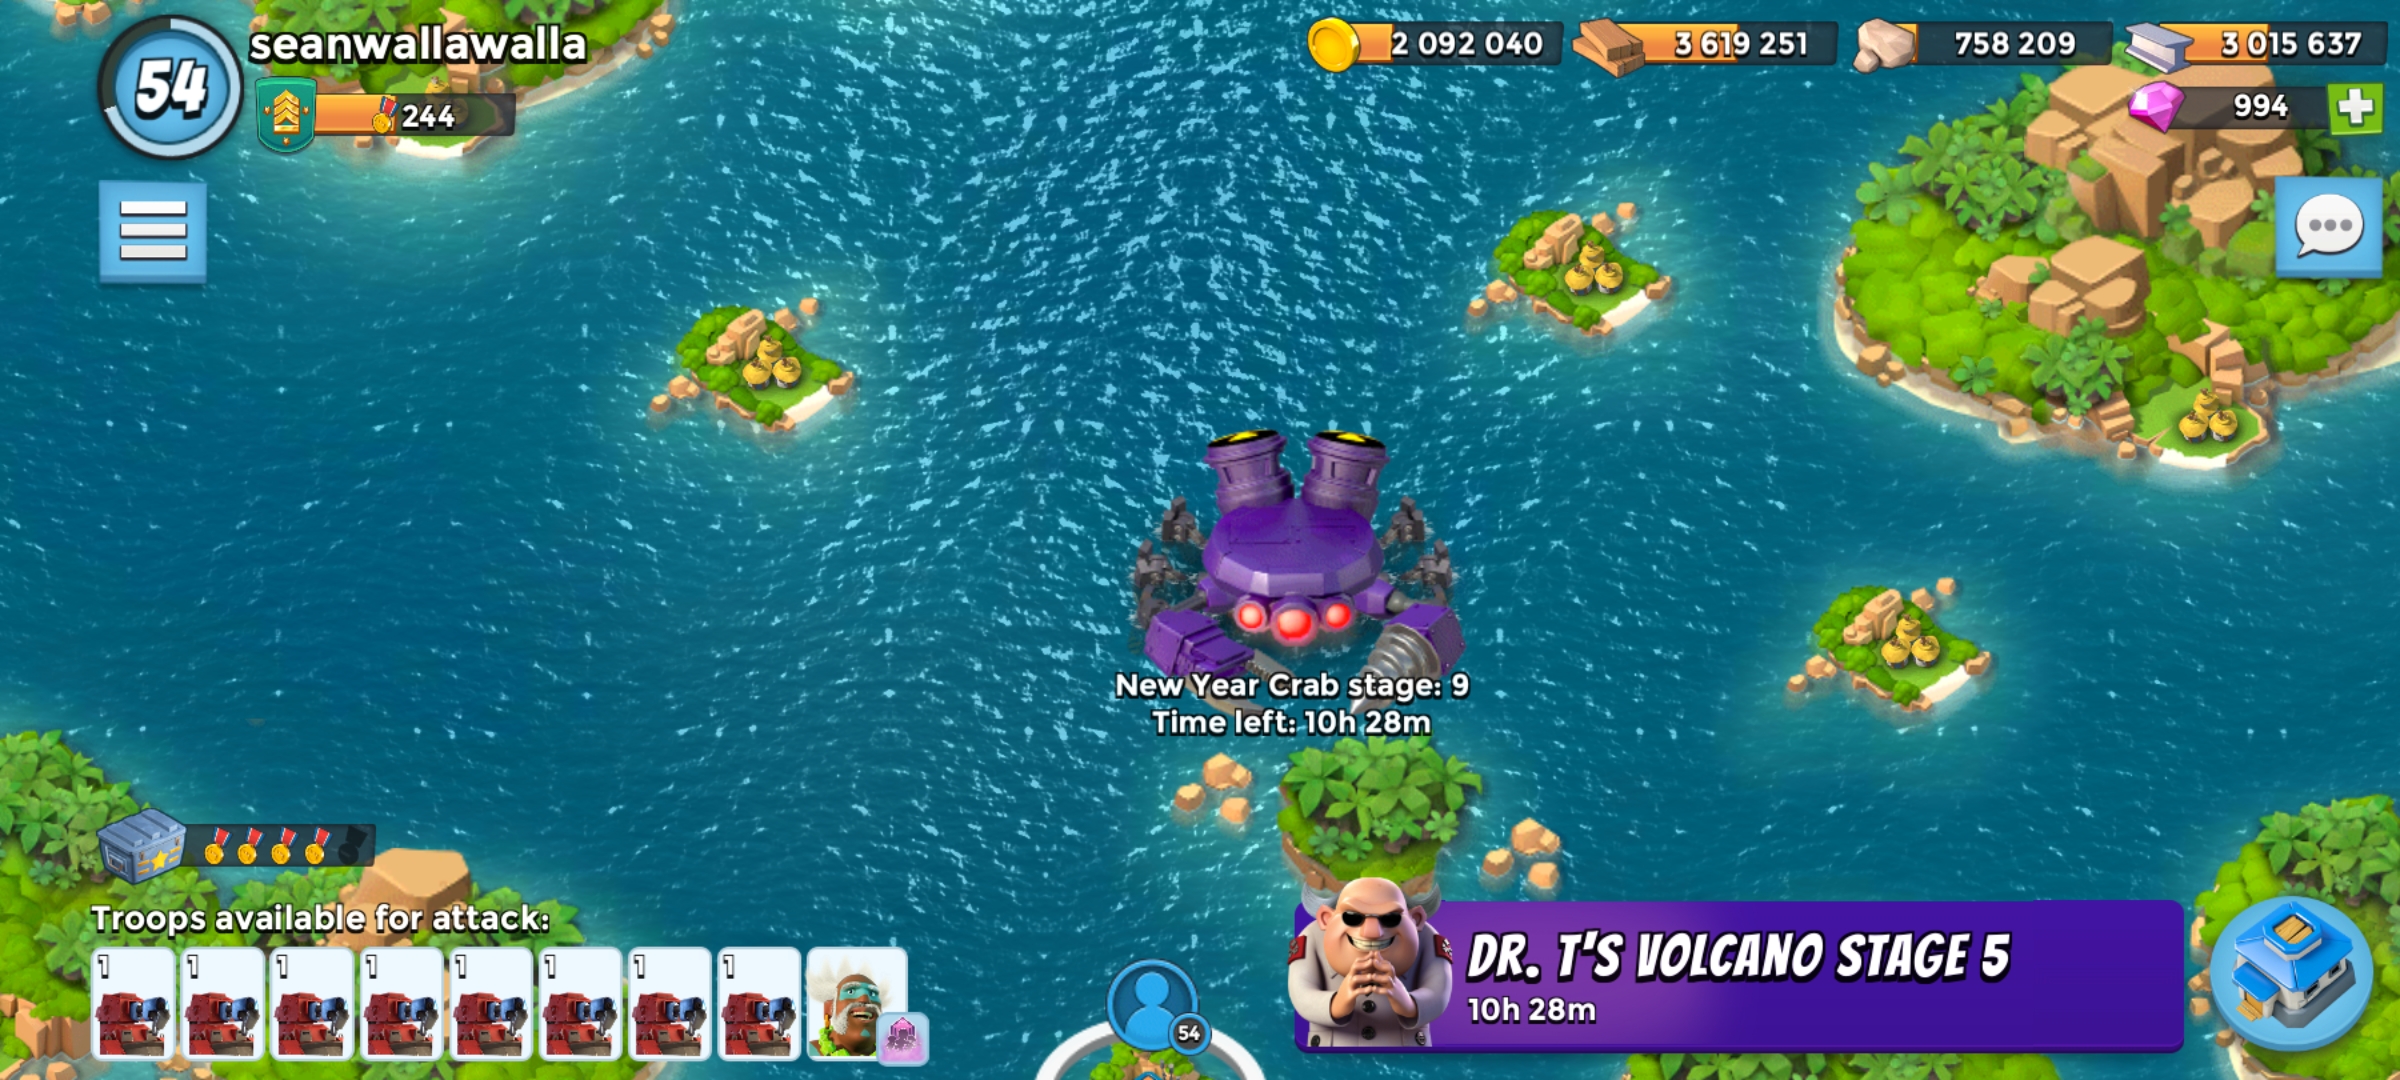 54
seanwallawalla
244
2 092 040
3 619 251
758 209
3 015 637
994
New Year Crab stage: 9
Time left: 10h 28m
Troops available for attack:
1
1
1
1
1
1
1
1
54
DR. T'S VOLCANO STAGE 5
10h 28m